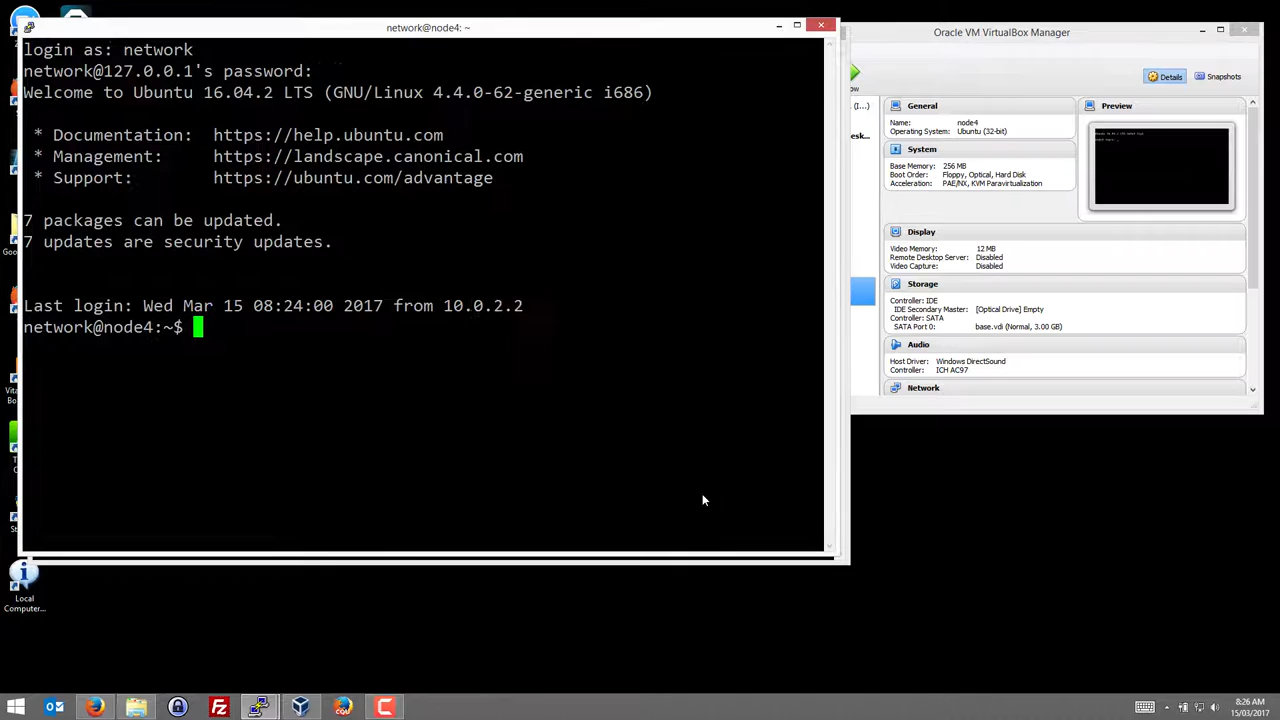 network@node4: ~
login as: network
network@127.0.0.1's password:
Welcome to Ubuntu 16.04.2 LTS (GNU/Linux 4.4.0-62-generic i686)
* Documentation: https://help.ubuntu.com
* Management: https://landscape.canonical.com
* Support: https://ubuntu.com/advantage
7 packages can be updated.
7 updates are security updates.
Last login: Wed Mar 15 08:24:00 2017 from 10.0.2.2
network@node4:~$
Oracle VM VirtualBox Manager
Details
Snapshots
General
Name: node4
Operating System: Ubuntu (32-bit)
System
Base Memory: 256 MB
Boot Order: Floppy, Optical, Hard Disk
Acceleration: PAE/NX, KVM Paravirtualization
Preview
Display
Video Memory: 12 MB
Remote Desktop Server: Disabled
Video Capture: Disabled
Storage
Controller: IDE
IDE Secondary Master: [Optical Drive] Empty
Controller: SATA
SATA Port 0: base.vdi (Normal, 3.00 GB)
Audio
Host Driver: Windows DirectSound
Controller: ICH AC97
Network
Local
Computer...
8:26 AM
15/03/2017